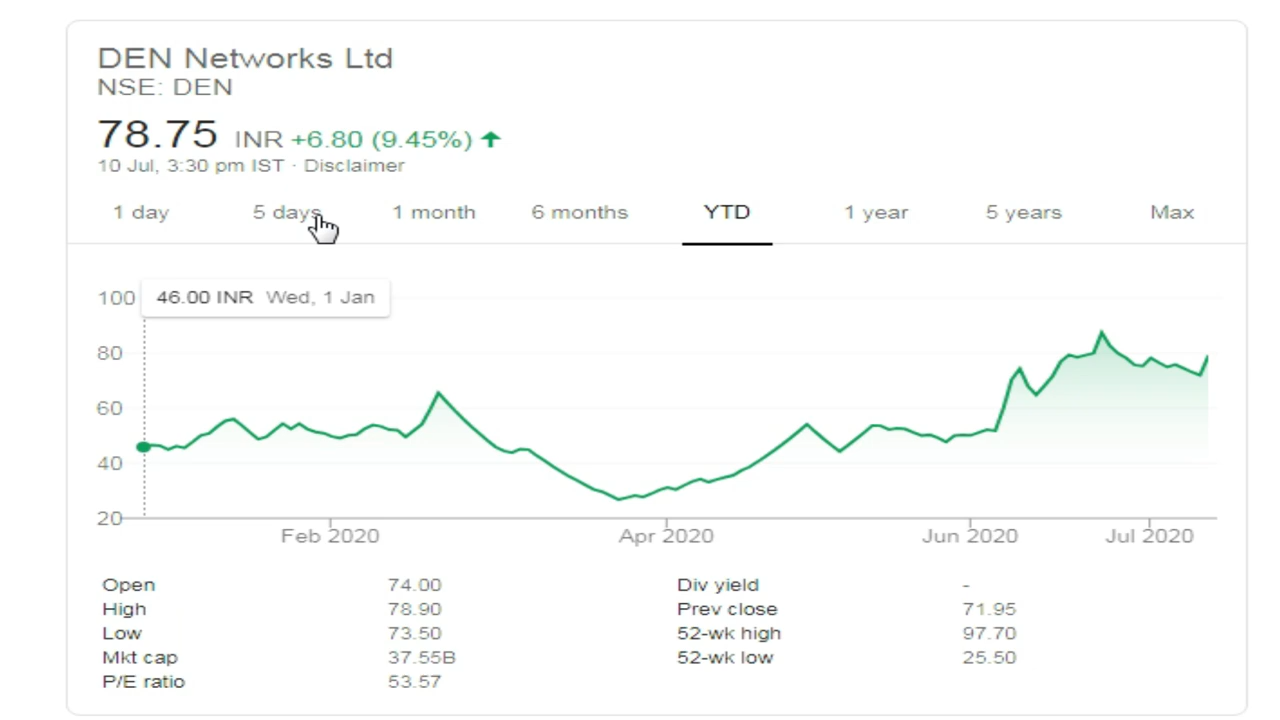 DEN Networks Ltd
NSE: DEN
78.75 INR +6.80 (9.45%) ↑
10 Jul, 3:30 pm IST · Disclaimer
1 day 5 days 1 month 6 months YTD 1 year 5 years Max
46.00 INR Wed, 1 Jan
100
80
60
40
20
Feb 2020 Apr 2020 Jun 2020 Jul 2020
Open 74.00 Div yield -
High 78.90 Prev close 71.95
Low 73.50 52-wk high 97.70
Mkt cap 37.55B 52-wk low 25.50
P/E ratio 53.57